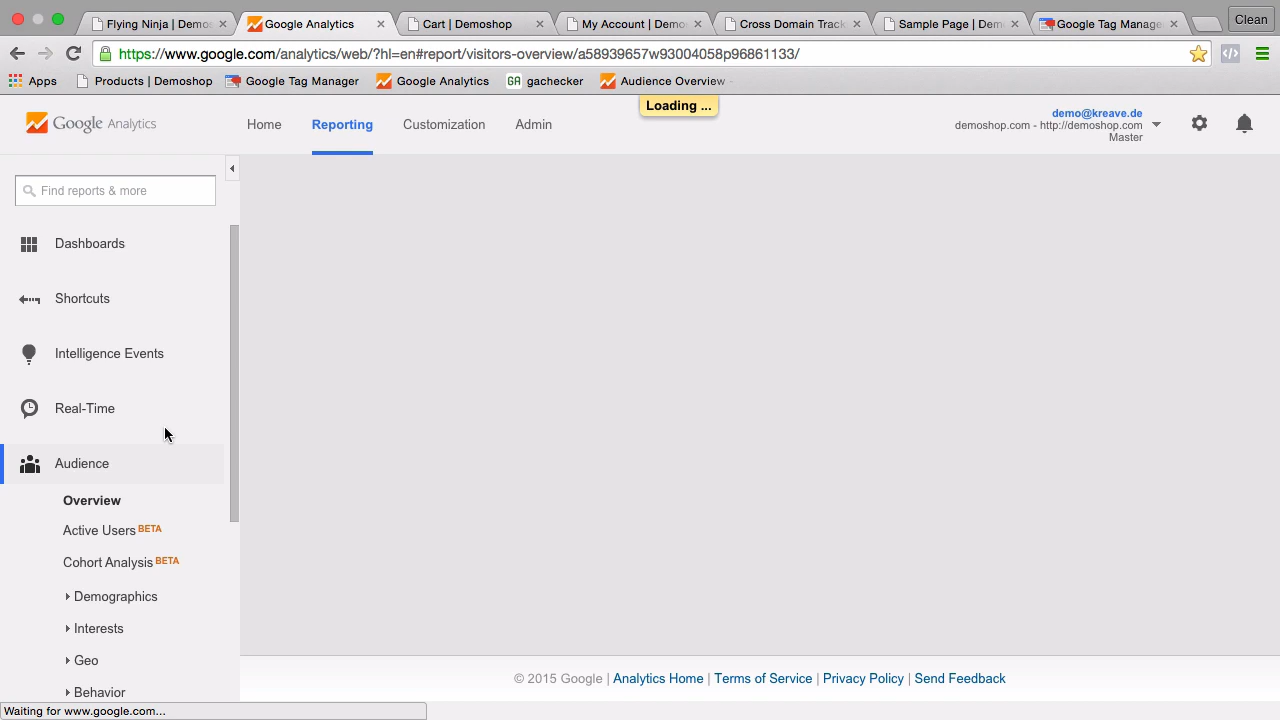 Flying Ninja | Demos
Google Analytics
Cart | Demoshop
My Account | Demo
Cross Domain Track
Sample Page | Dem
Google Tag Manage
Clean
https://www.google.com/analytics/web/?hl=en#report/visitors-overview/a58939657w93004058p96861133/
Apps
Products | Demoshop
Google Tag Manager
Google Analytics
GA gachecker
Audience Overview -
Loading ...
Google Analytics
Home
Reporting
Customization
Admin
demo@kreave.de
demoshop.com - http://demoshop.com
Master
Find reports & more
Dashboards
Shortcuts
Intelligence Events
Real-Time
Audience
Overview
Active Users BETA
Cohort Analysis BETA
Demographics
Interests
Geo
Behavior
© 2015 Google | Analytics Home | Terms of Service | Privacy Policy | Send Feedback
Waiting for www.google.com...